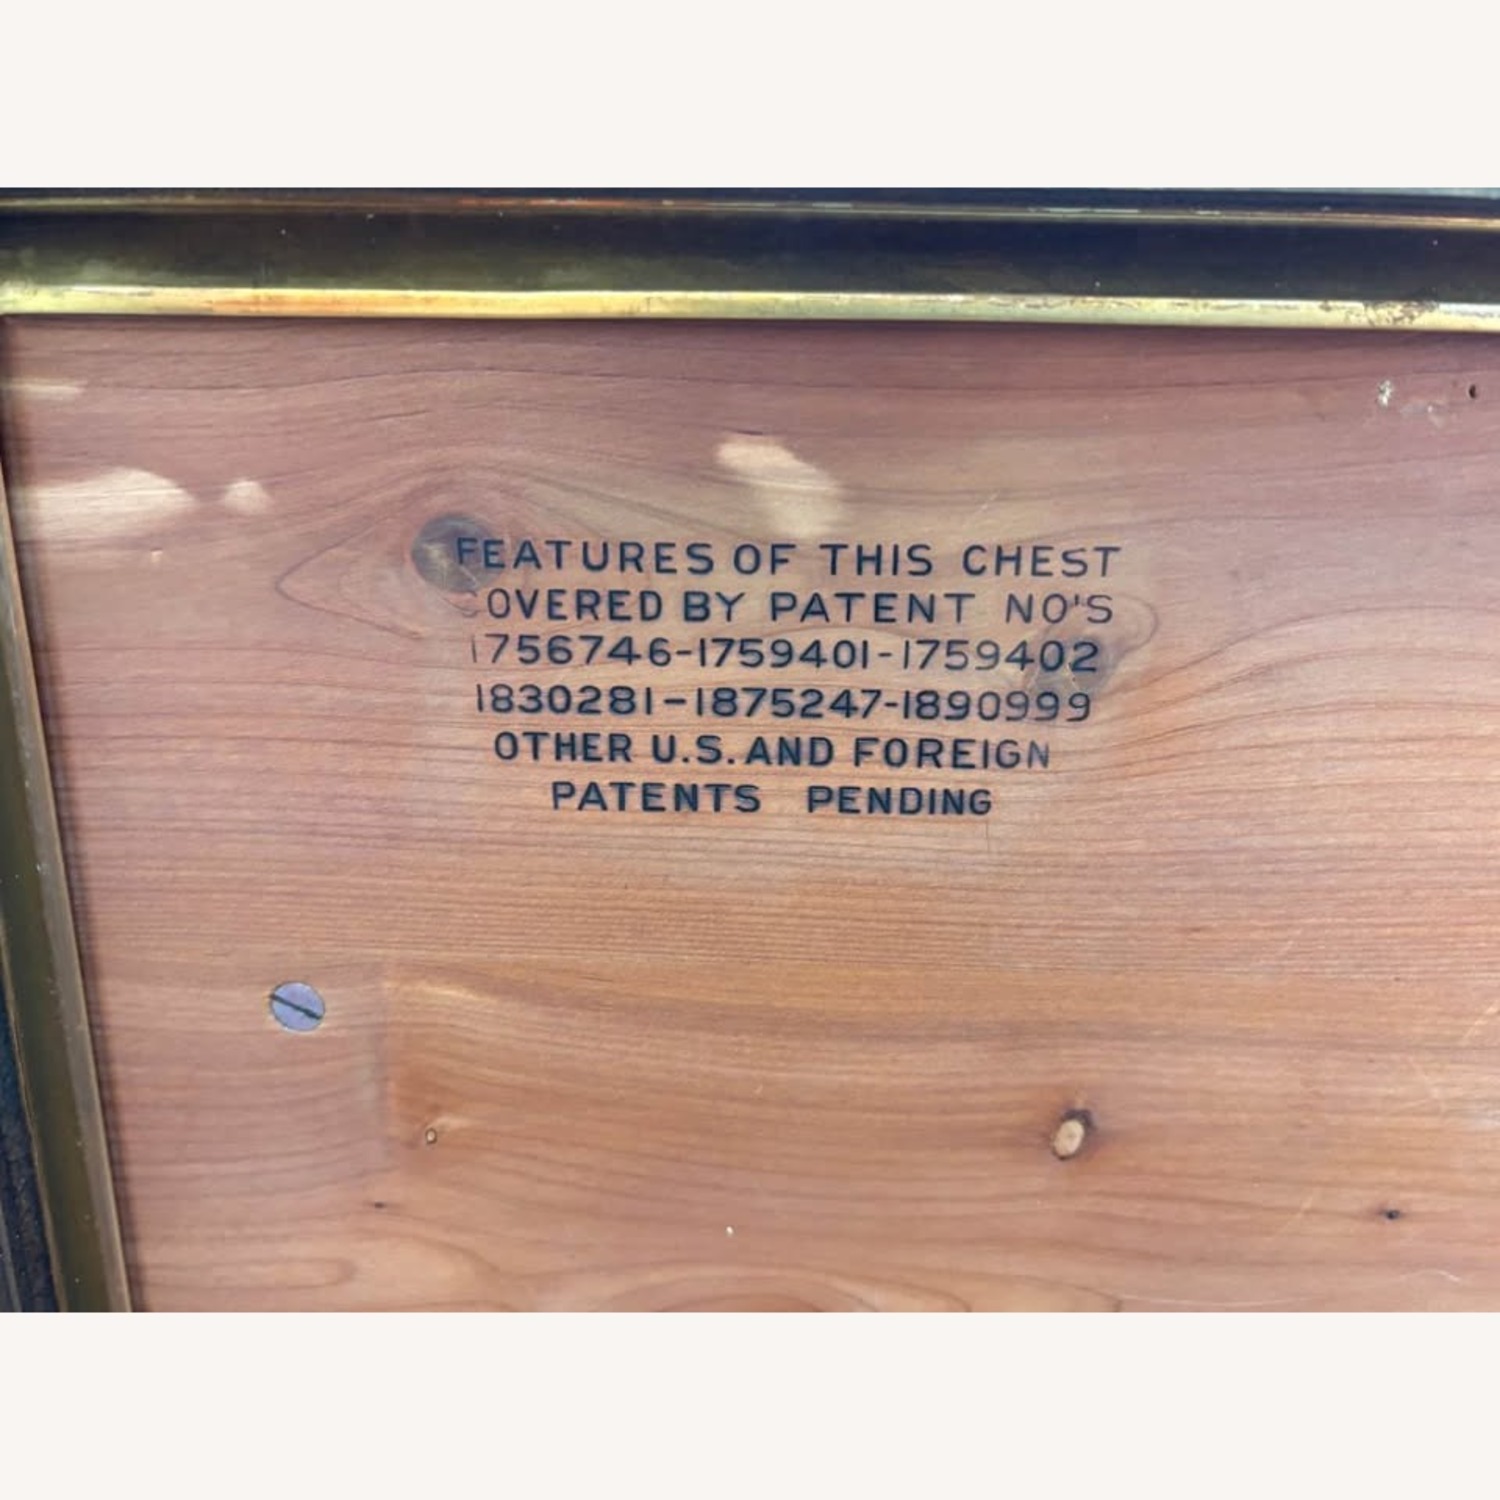 FEATURES OF THIS CHEST
COVERED BY PATENT NO'S
1756746-1759401-1759402
1830281-1875247-1890999
OTHER U.S. AND FOREIGN
PATENTS PENDING